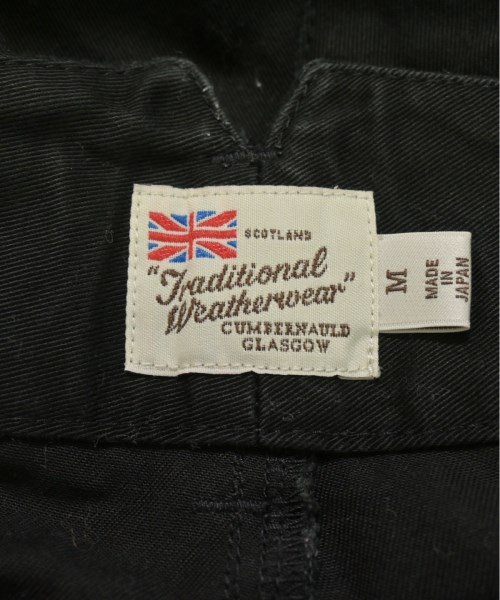 SCOTLAND
"Traditional
Weatherwear"
CUMBERNAULD
GLASGOW
M
MADE
IN
JAPAN